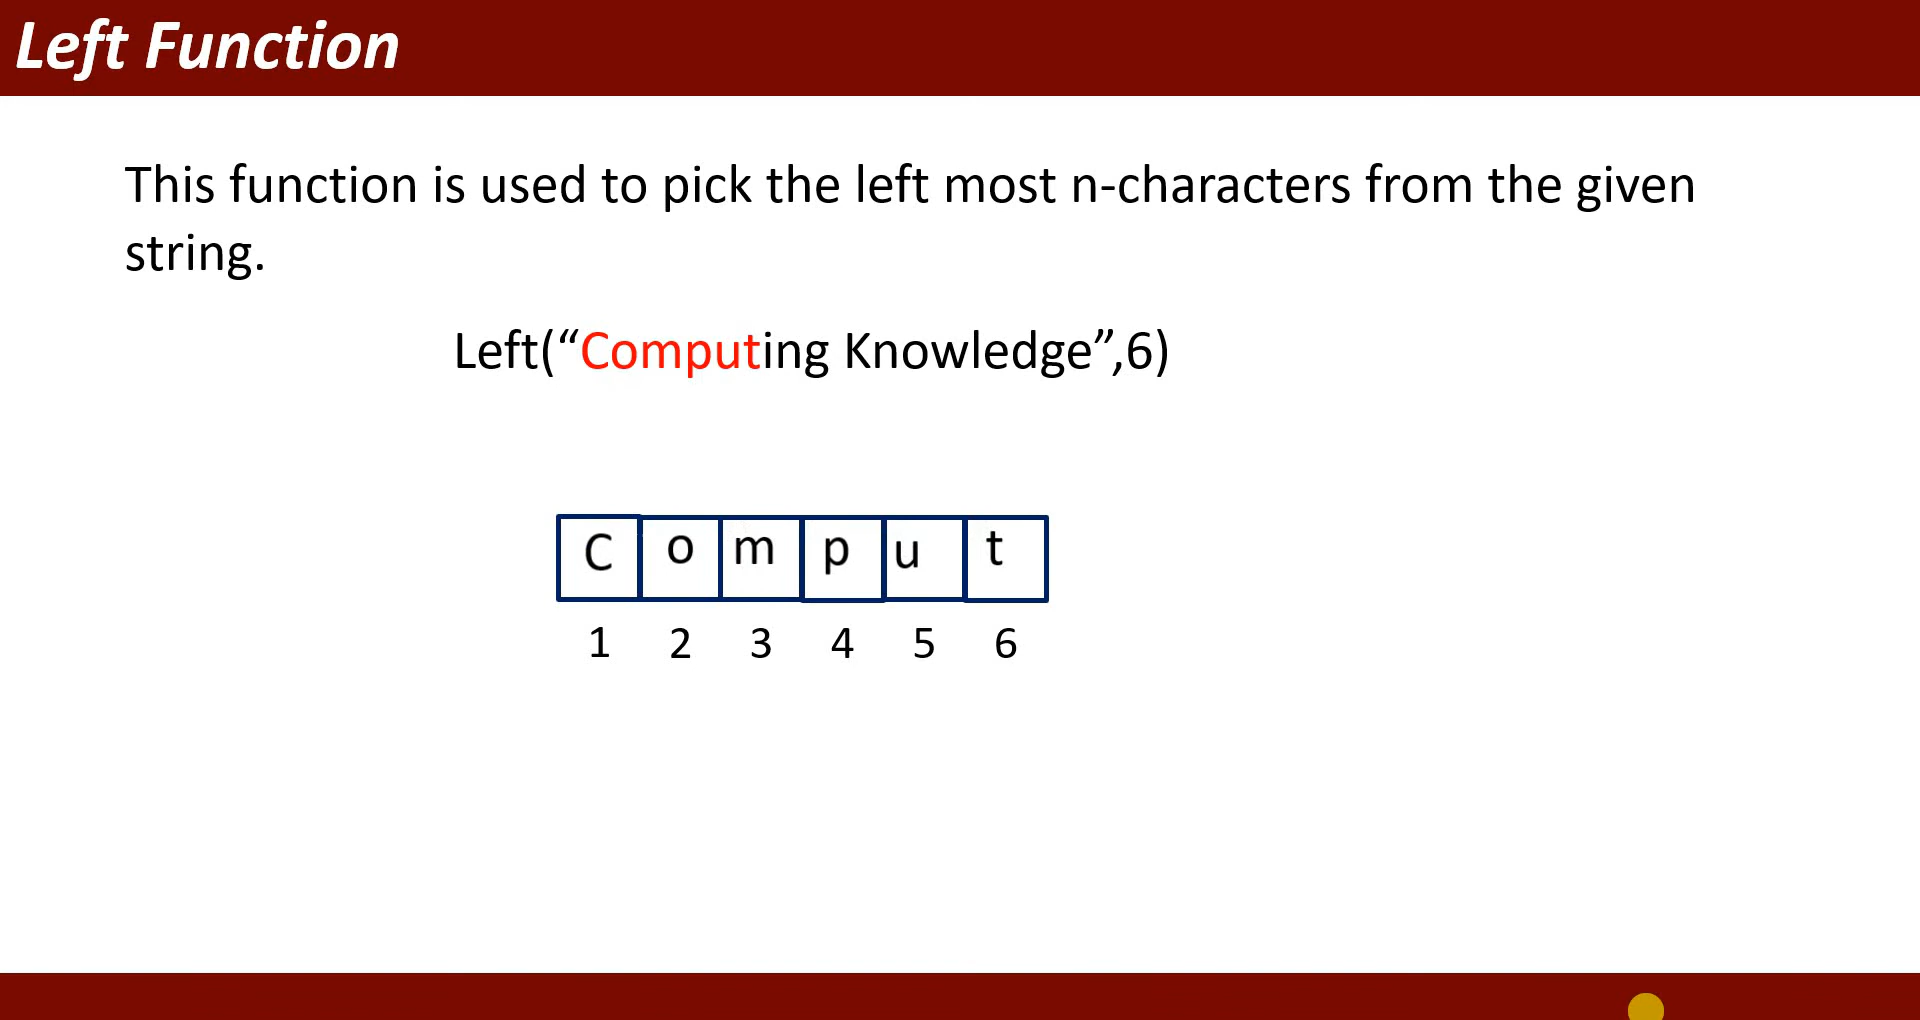 Left Function
This function is used to pick the left most n-characters from the given
string.
Left(“Computing Knowledge”,6)
C o m p u t
1 2 3 4 5 6